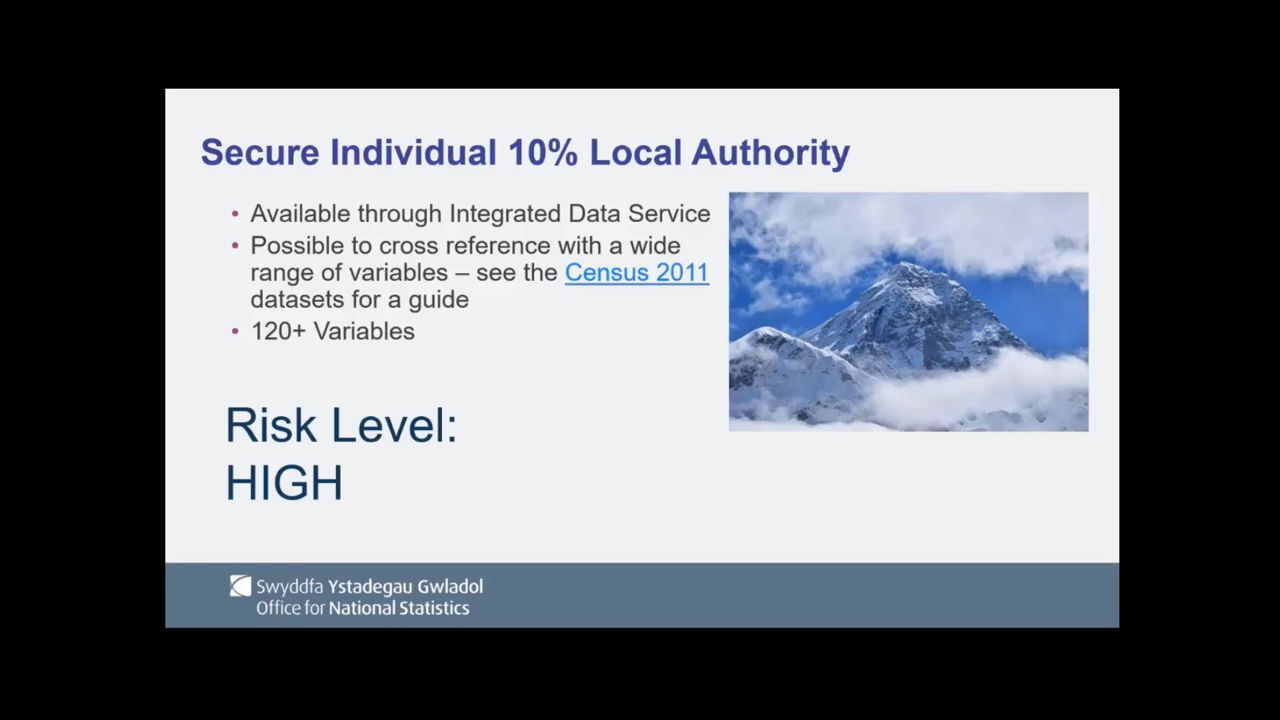 Secure Individual 10% Local Authority
• Available through Integrated Data Service
• Possible to cross reference with a wide
range of variables – see the Census 2011
datasets for a guide
• 120+ Variables
Risk Level:
HIGH
Swyddfa Ystadegau Gwladol
Office for National Statistics